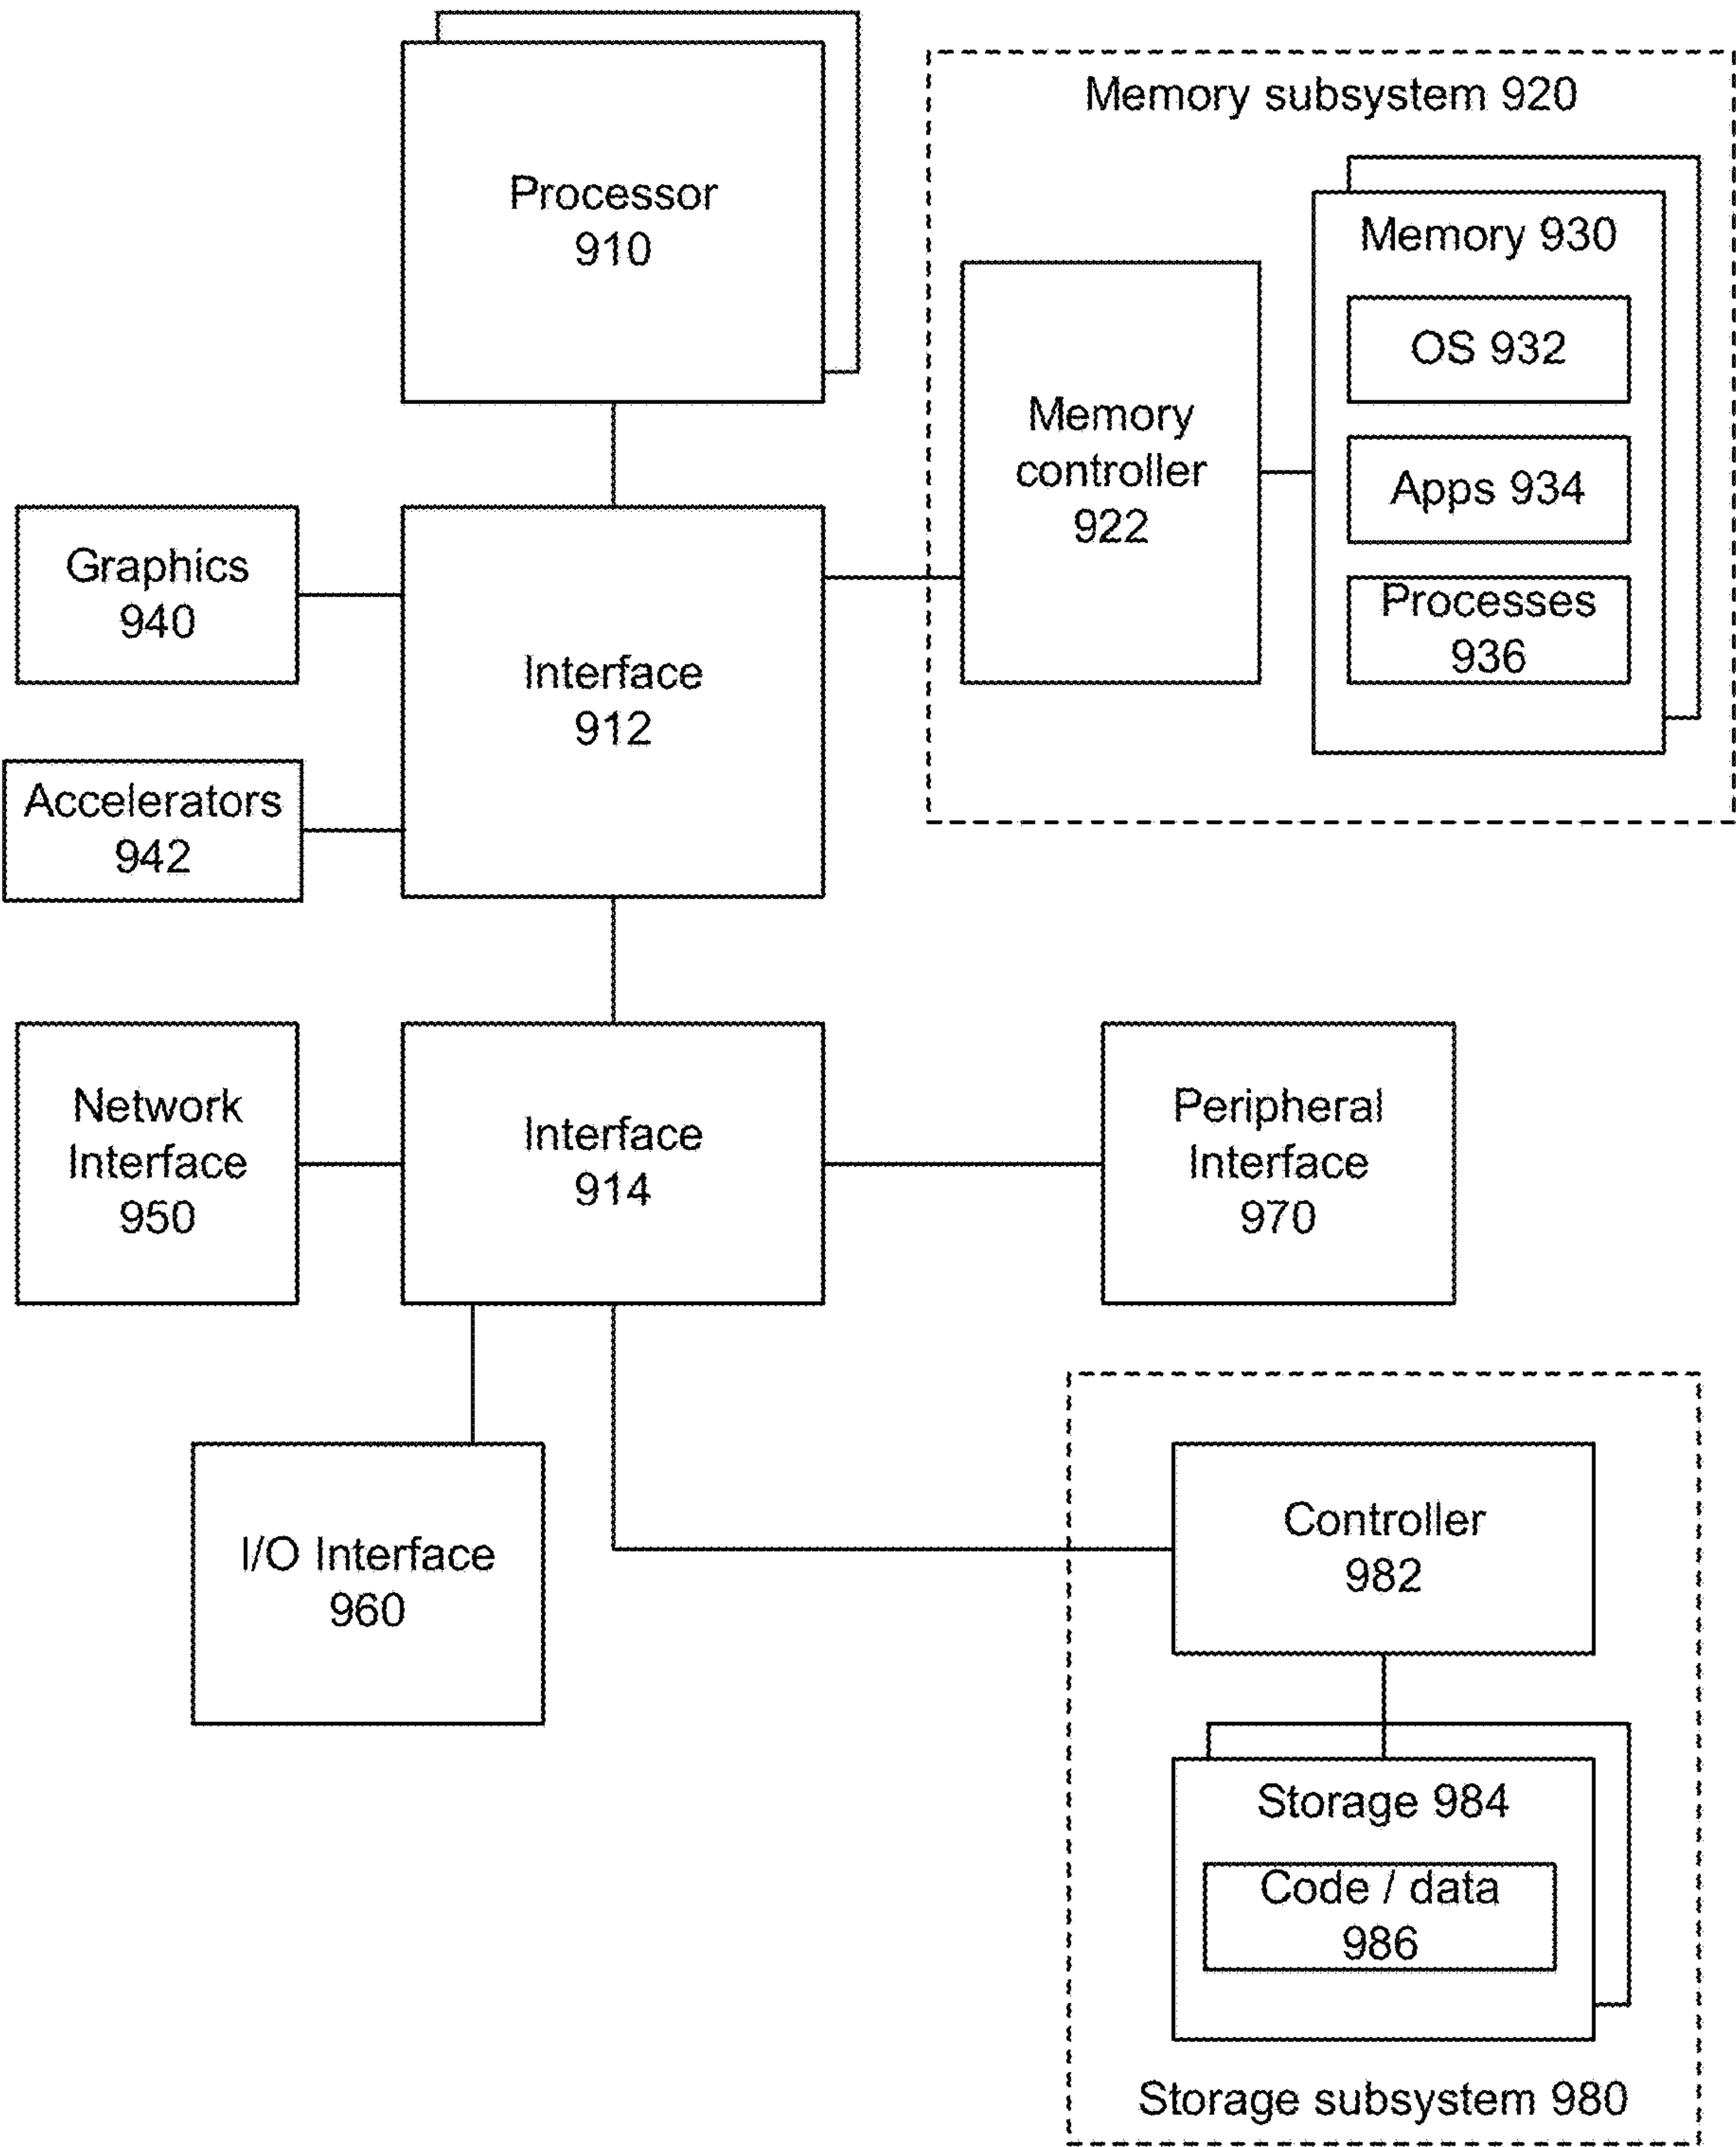 Processor
910
Memory subsystem 920
Memory 930
OS 932
Apps 934
Processes
936
Memory
controller
922
Graphics
940
Interface
912
Accelerators
942
Network
Interface
950
Interface
914
Peripheral
Interface
970
I/O Interface
960
Controller
982
Storage 984
Code / data
986
Storage subsystem 980